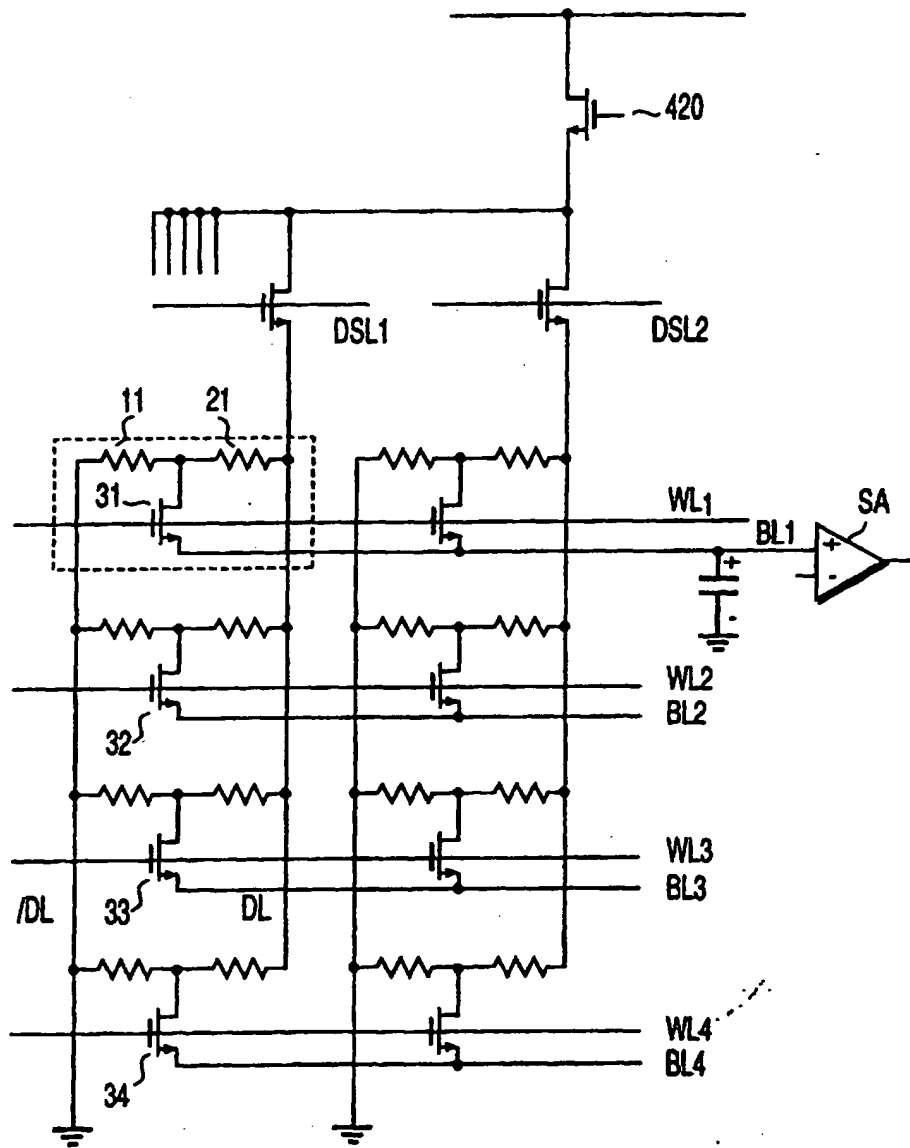 420
DSL1
DSL2
11
21
31
WL1
BL1
SA
+
-
+
-
WL2
BL2
32
WL3
BL3
/DL
33
DL
WL4
BL4
34